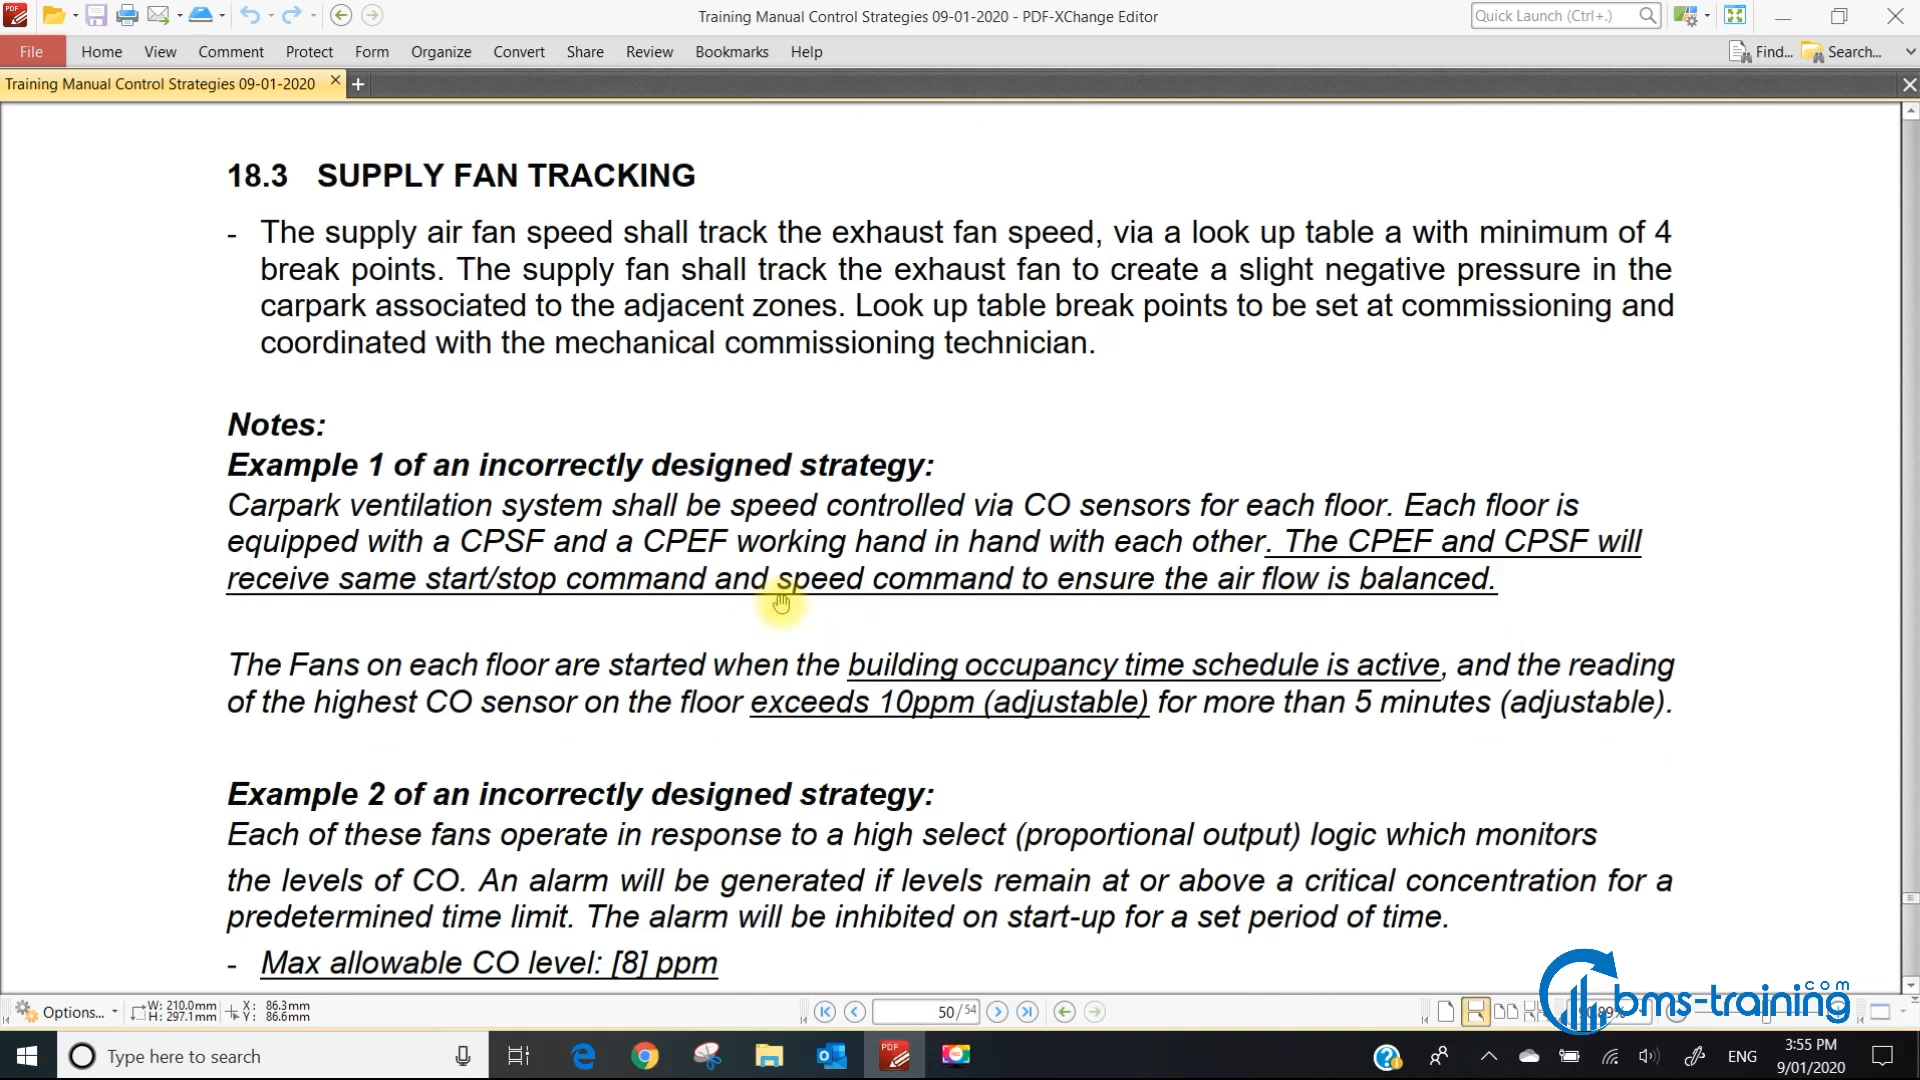 Training Manual Control Strategies 09-01-2020 - PDF-XChange Editor
Quick Launch (Ctrl+.)
File Home View Comment Protect Form Organize Convert Share Review Bookmarks Help
Find... Search...
Training Manual Control Strategies 09-01-2020
18.3 SUPPLY FAN TRACKING
- The supply air fan speed shall track the exhaust fan speed, via a look up table a with minimum of 4
break points. The supply fan shall track the exhaust fan to create a slight negative pressure in the
carpark associated to the adjacent zones. Look up table break points to be set at commissioning and
coordinated with the mechanical commissioning technician.
Notes:
Example 1 of an incorrectly designed strategy:
Carpark ventilation system shall be speed controlled via CO sensors for each floor. Each floor is
equipped with a CPSF and a CPEF working hand in hand with each other. The CPEF and CPSF will
receive same start/stop command and speed command to ensure the air flow is balanced.
The Fans on each floor are started when the building occupancy time schedule is active, and the reading
of the highest CO sensor on the floor exceeds 10ppm (adjustable) for more than 5 minutes (adjustable).
Example 2 of an incorrectly designed strategy:
Each of these fans operate in response to a high select (proportional output) logic which monitors
the levels of CO. An alarm will be generated if levels remain at or above a critical concentration for a
predetermined time limit. The alarm will be inhibited on start-up for a set period of time.
- Max allowable CO level: [8] ppm
Options...
W: 210.0mm
H: 297.1mm
X: 86.3mm
Y: 86.6mm
50 / 54
bms-training.com
Type here to search
PDF
ENG
3:55 PM
9/01/2020